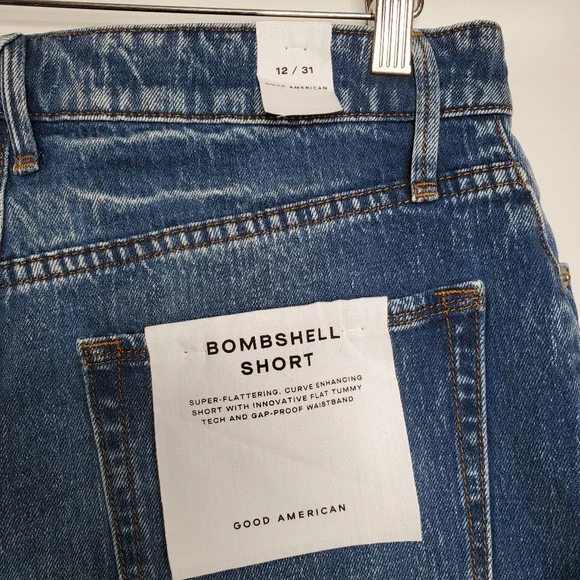 12 / 31
GOOD AMERICAN
BOMBSHELL
SHORT
SUPER-FLATTERING, CURVE ENHANCING
SHORT WITH INNOVATIVE FLAT TUMMY
TECH AND GAP-PROOF WAISTBAND
GOOD AMERICAN